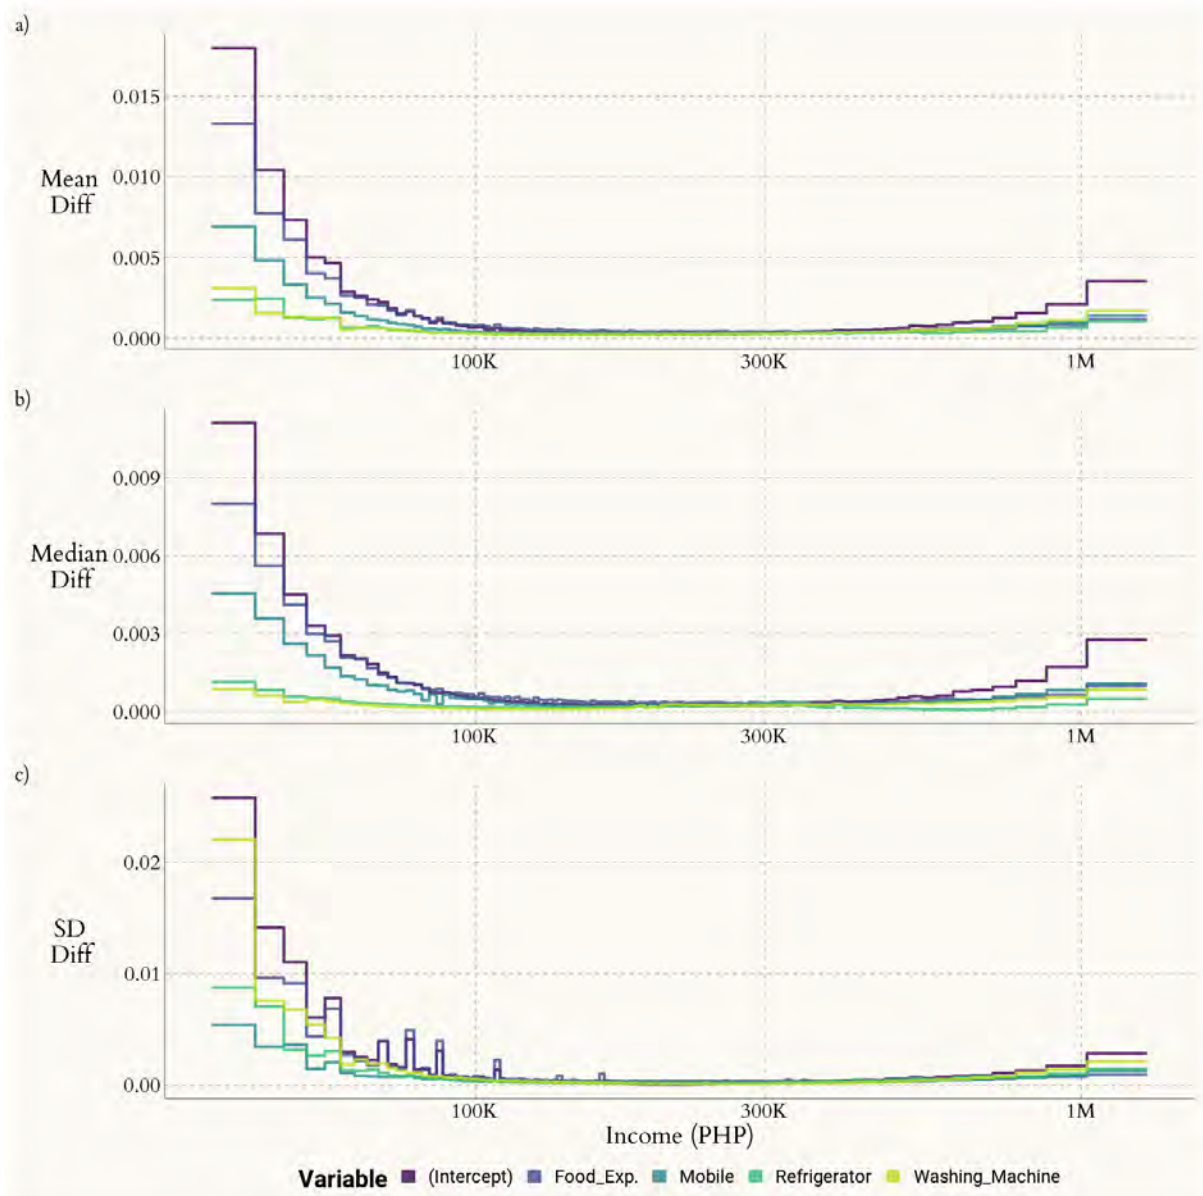 a)
0.015
0.010
Mean
Diff
0.005
0.000
100K 300K 1M
b)
0.009
Median
Diff
0.006
0.003
0.000
100K 300K 1M
c)
0.02
SD
Diff
0.01
0.00
100K 300K 1M
Income (PHP)
Variable (Intercept) Food_Exp. Mobile Refrigerator Washing_Machine